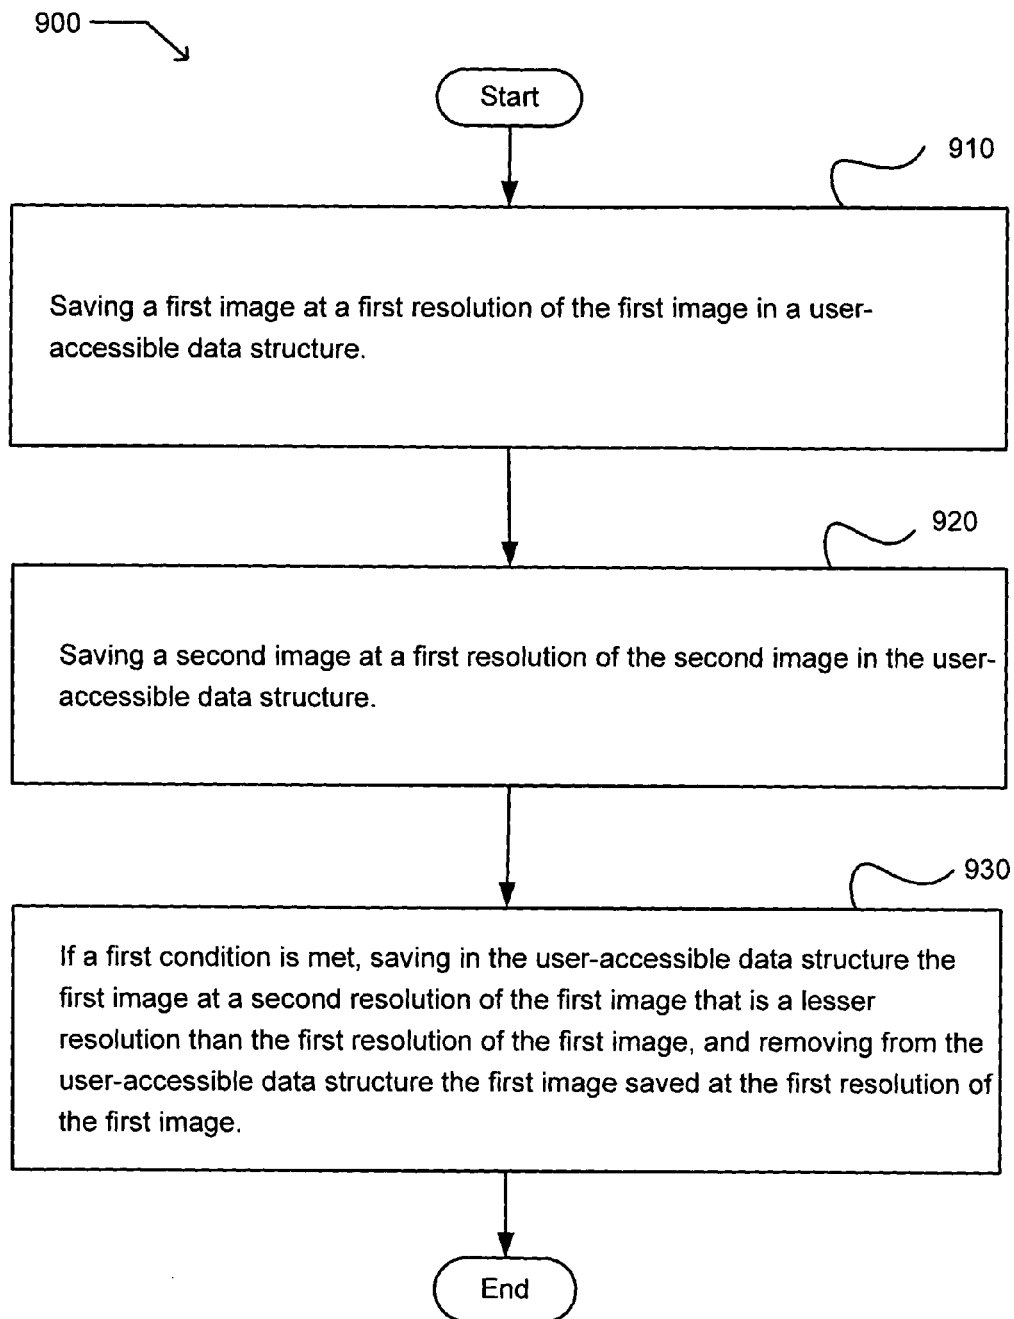 900
Start
910
Saving a first image at a first resolution of the first image in a user-
accessible data structure.
920
Saving a second image at a first resolution of the second image in the user-
accessible data structure.
930
If a first condition is met, saving in the user-accessible data structure the
first image at a second resolution of the first image that is a lesser
resolution than the first resolution of the first image, and removing from the
user-accessible data structure the first image saved at the first resolution of
the first image.
End